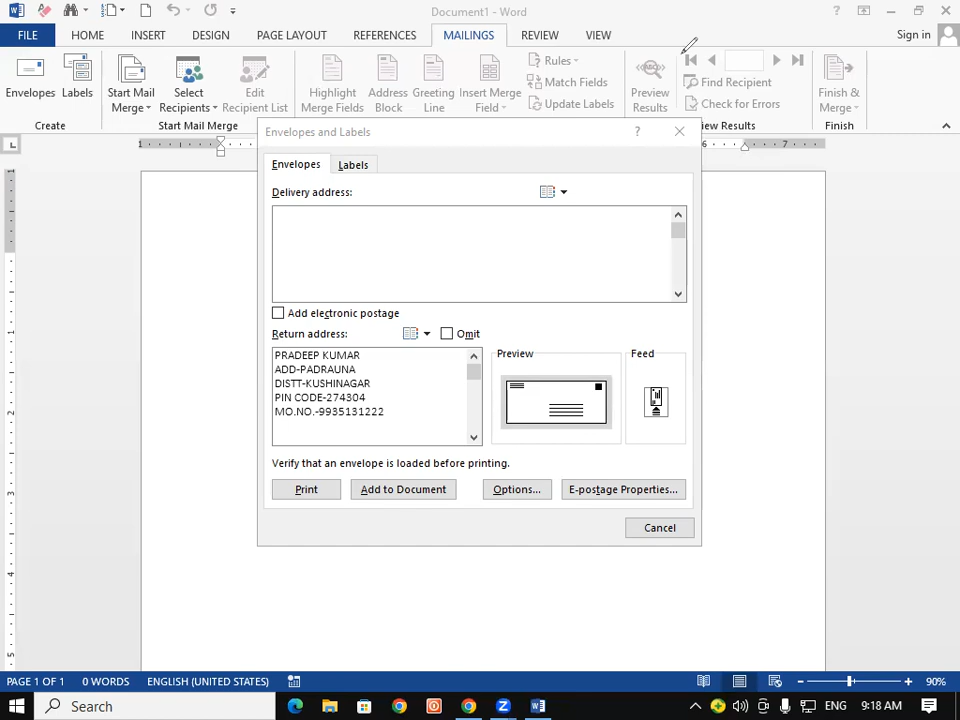 Document1 - Word
FILE HOME INSERT DESIGN PAGE LAYOUT REFERENCES MAILINGS REVIEW VIEW Sign in
Envelopes
Labels
Start Mail
Merge
Select
Recipients
Edit
Recipient List
Highlight
Merge Fields
Address
Block
Greeting
Line
Insert Merge
Field
Rules
Match Fields
Update Labels
Preview
Results
Find Recipient
Check for Errors
Finish &
Merge
Create
Start Mail Merge
view Results
Finish
Envelopes and Labels
Envelopes Labels
Delivery address:
Add electronic postage
Return address: Omit
PRADEEP KUMAR
ADD-PADRAUNA
DISTT-KUSHINAGAR
PIN CODE-274304
MO.NO.-9935131222
Preview
Feed
Verify that an envelope is loaded before printing.
Print Add to Document Options... E-postage Properties...
Cancel
PAGE 1 OF 1 0 WORDS ENGLISH (UNITED STATES) 90%
Search ENG 9:18 AM